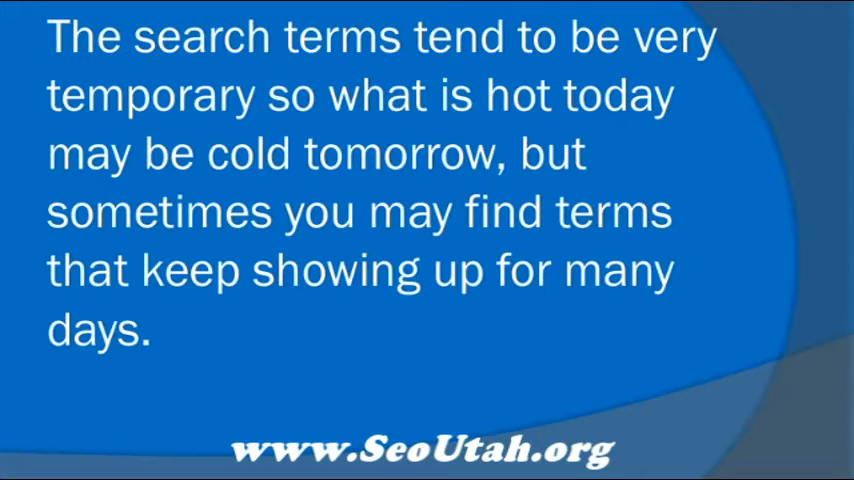 The search terms tend to be very
temporary so what is hot today
may be cold tomorrow, but
sometimes you may find terms
that keep showing up for many
days.
www.SeoUtah.org